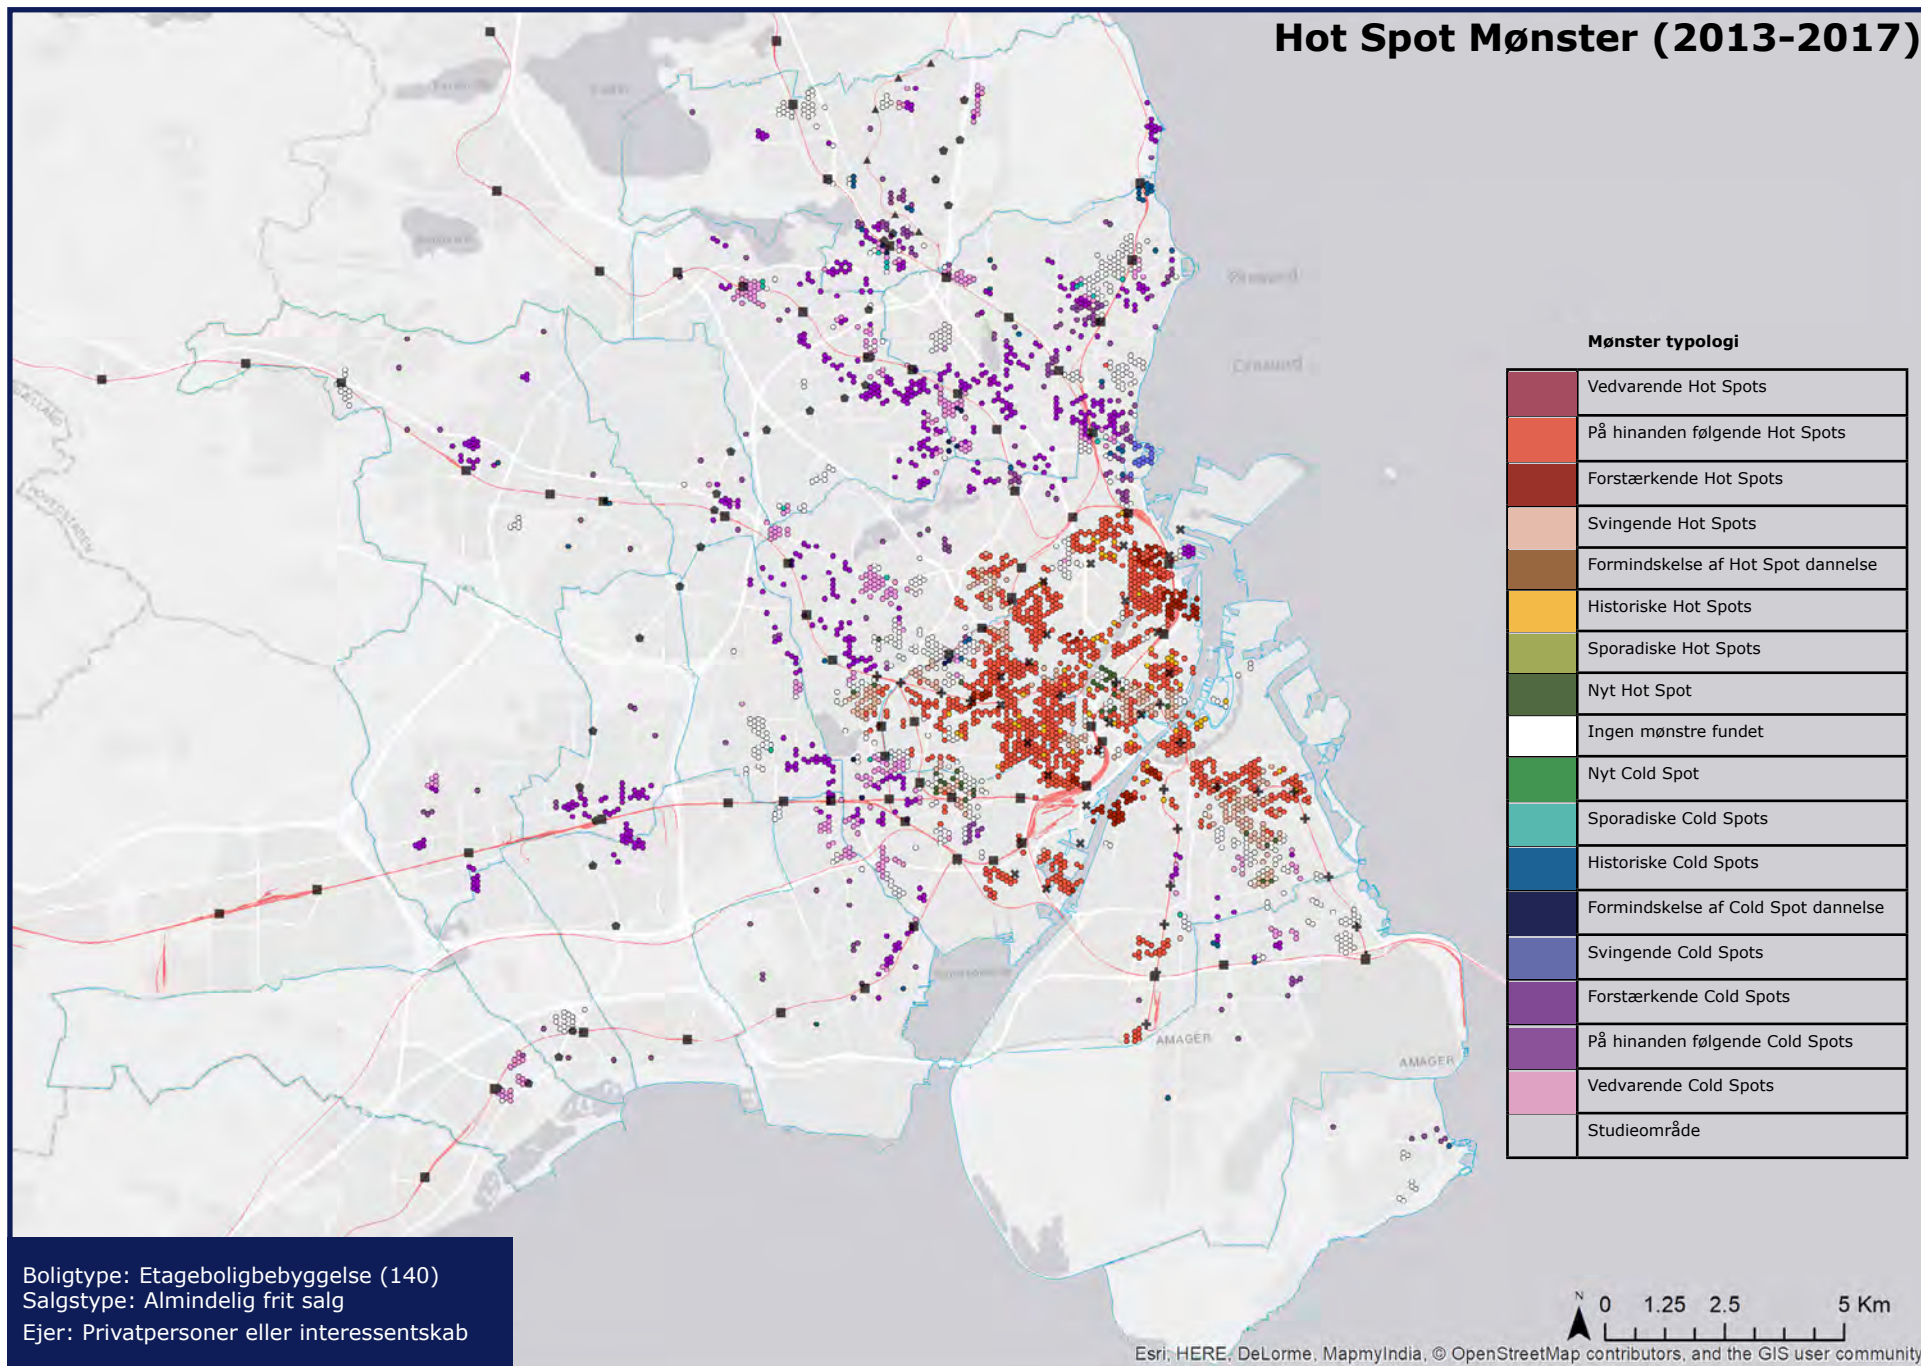 Hot Spot Mønster (2013-2017)
Mønster typologi
Vedvarende Hot Spots
På hinanden følgende Hot Spots
Forstærkende Hot Spots
Svingende Hot Spots
Formindskelse af Hot Spot dannelse
Historiske Hot Spots
Sporadiske Hot Spots
Nyt Hot Spot
Ingen mønstre fundet
Nyt Cold Spot
Sporadiske Cold Spots
Historiske Cold Spots
Formindskelse af Cold Spot dannelse
Svingende Cold Spots
Forstærkende Cold Spots
På hinanden følgende Cold Spots
Vedvarende Cold Spots
Studieområde
HOVEDSTADEN
AMAGER
AMAGER
Boligtype: Etageboligbebyggelse (140)
Salgstype: Almindelig frit salg
Ejer: Privatpersoner eller interessentskab
N
0 1.25 2.5 5 Km
Esri, HERE, DeLorme, MapmyIndia, © OpenStreetMap contributors, and the GIS user community